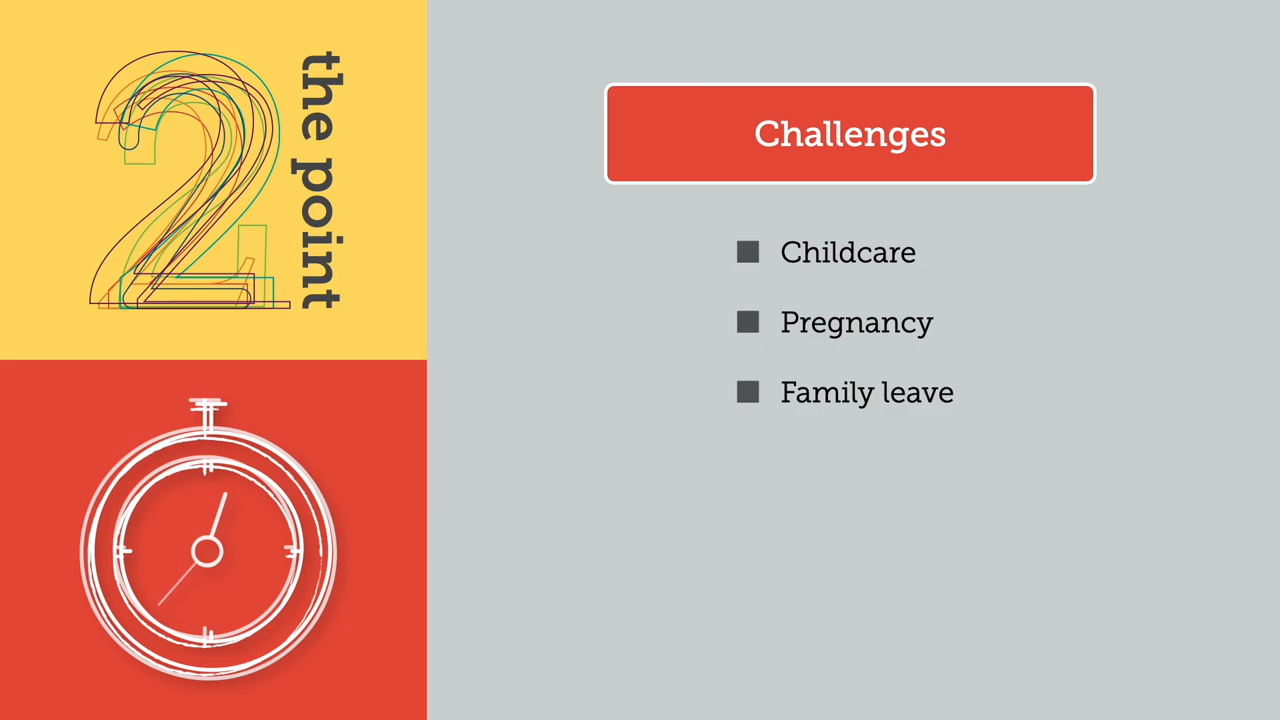 2
the point
Challenges
Childcare
Pregnancy
Family leave